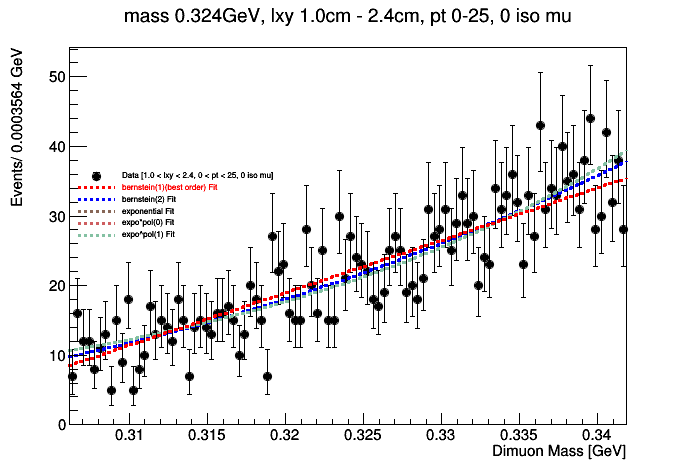 mass 0.324GeV, lxy 1.0cm - 2.4cm, pt 0-25, 0 iso mu
Events/ 0.0003564 GeV
50
40
30
20
10
0
Data [1.0 < lxy < 2.4, 0 < pt < 25, 0 iso mu]
bernstein(1)(best order) Fit
bernstein(2) Fit
exponential Fit
expo*pol(0) Fit
expo*pol(1) Fit
0.31 0.315 0.32 0.325 0.33 0.335 0.34
Dimuon Mass [GeV]